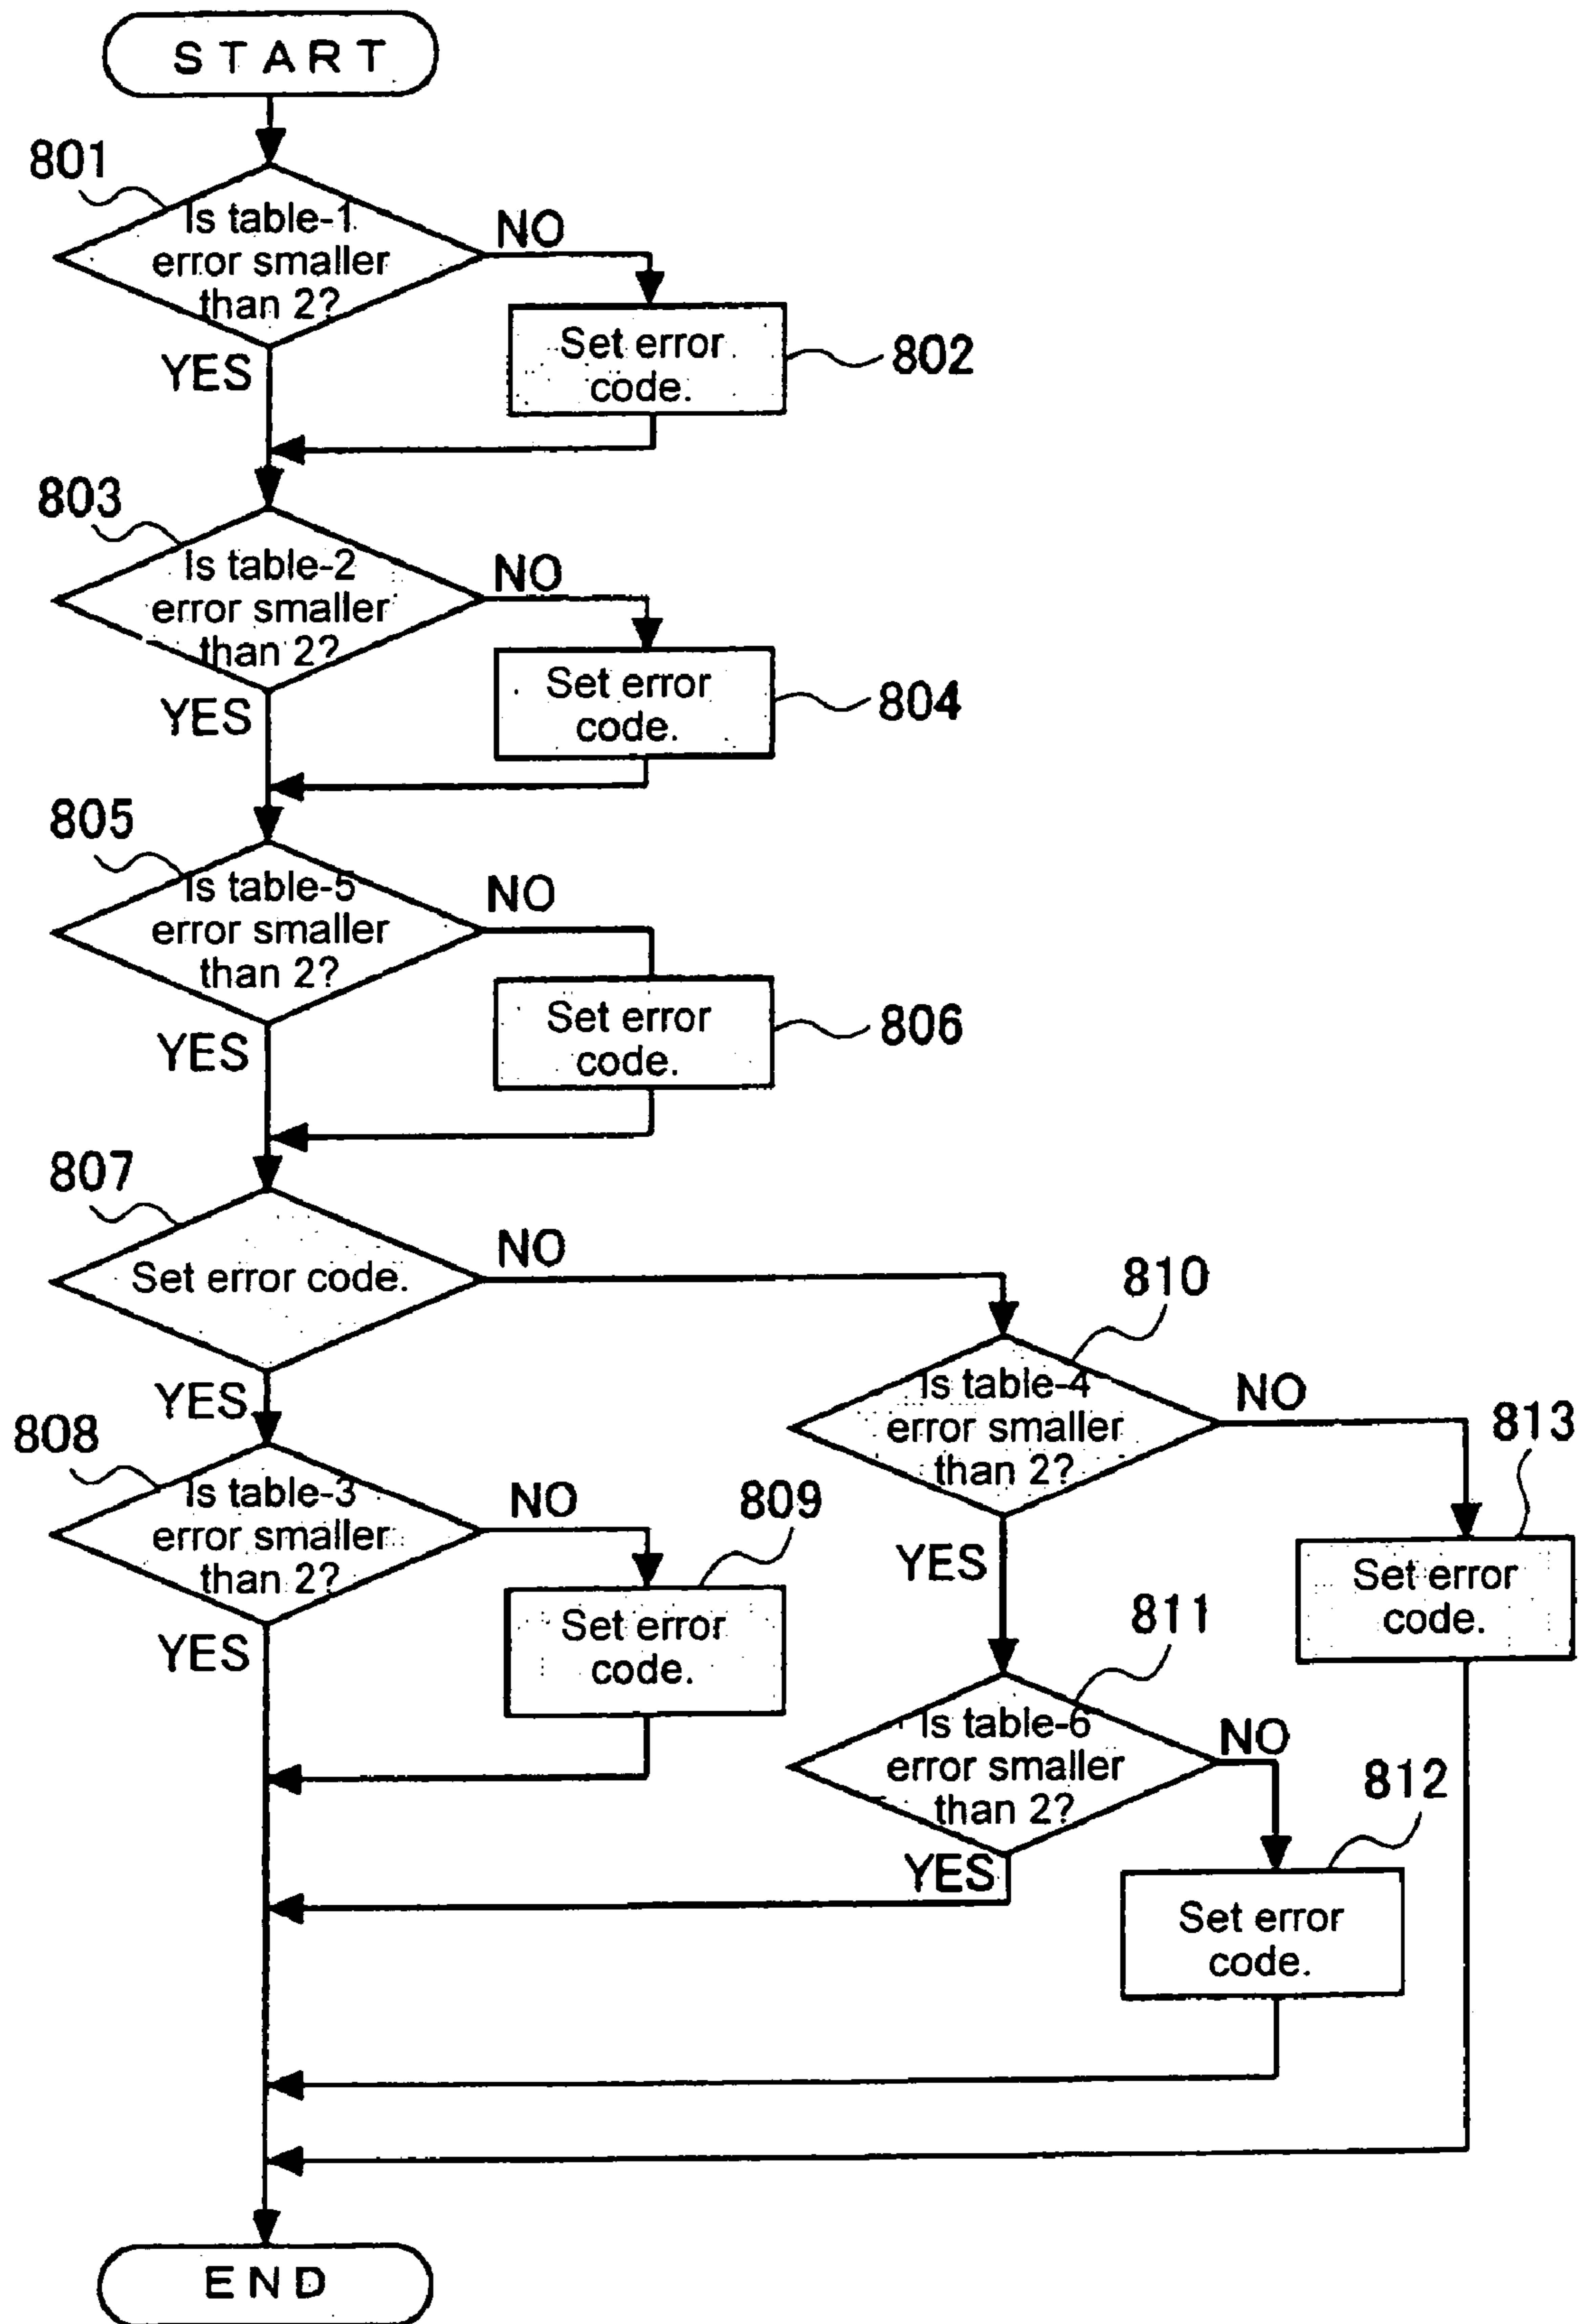 START
801
Is table-1
error smaller
than 2?
NO
YES
Set error
code.
802
803
Is table-2
error smaller
than 2?
NO
YES
Set error
code.
804
805
Is table-5
error smaller
than 2?
NO
YES
Set error
code.
806
807
Set error code.
NO
YES
808
Is table-3
error smaller
than 2?
NO
YES
809
Set error
code.
810
Is table-4
error smaller
than 2?
NO
YES
813
Set error
code.
811
Is table-6
error smaller
than 2?
NO
YES
812
Set error
code.
END